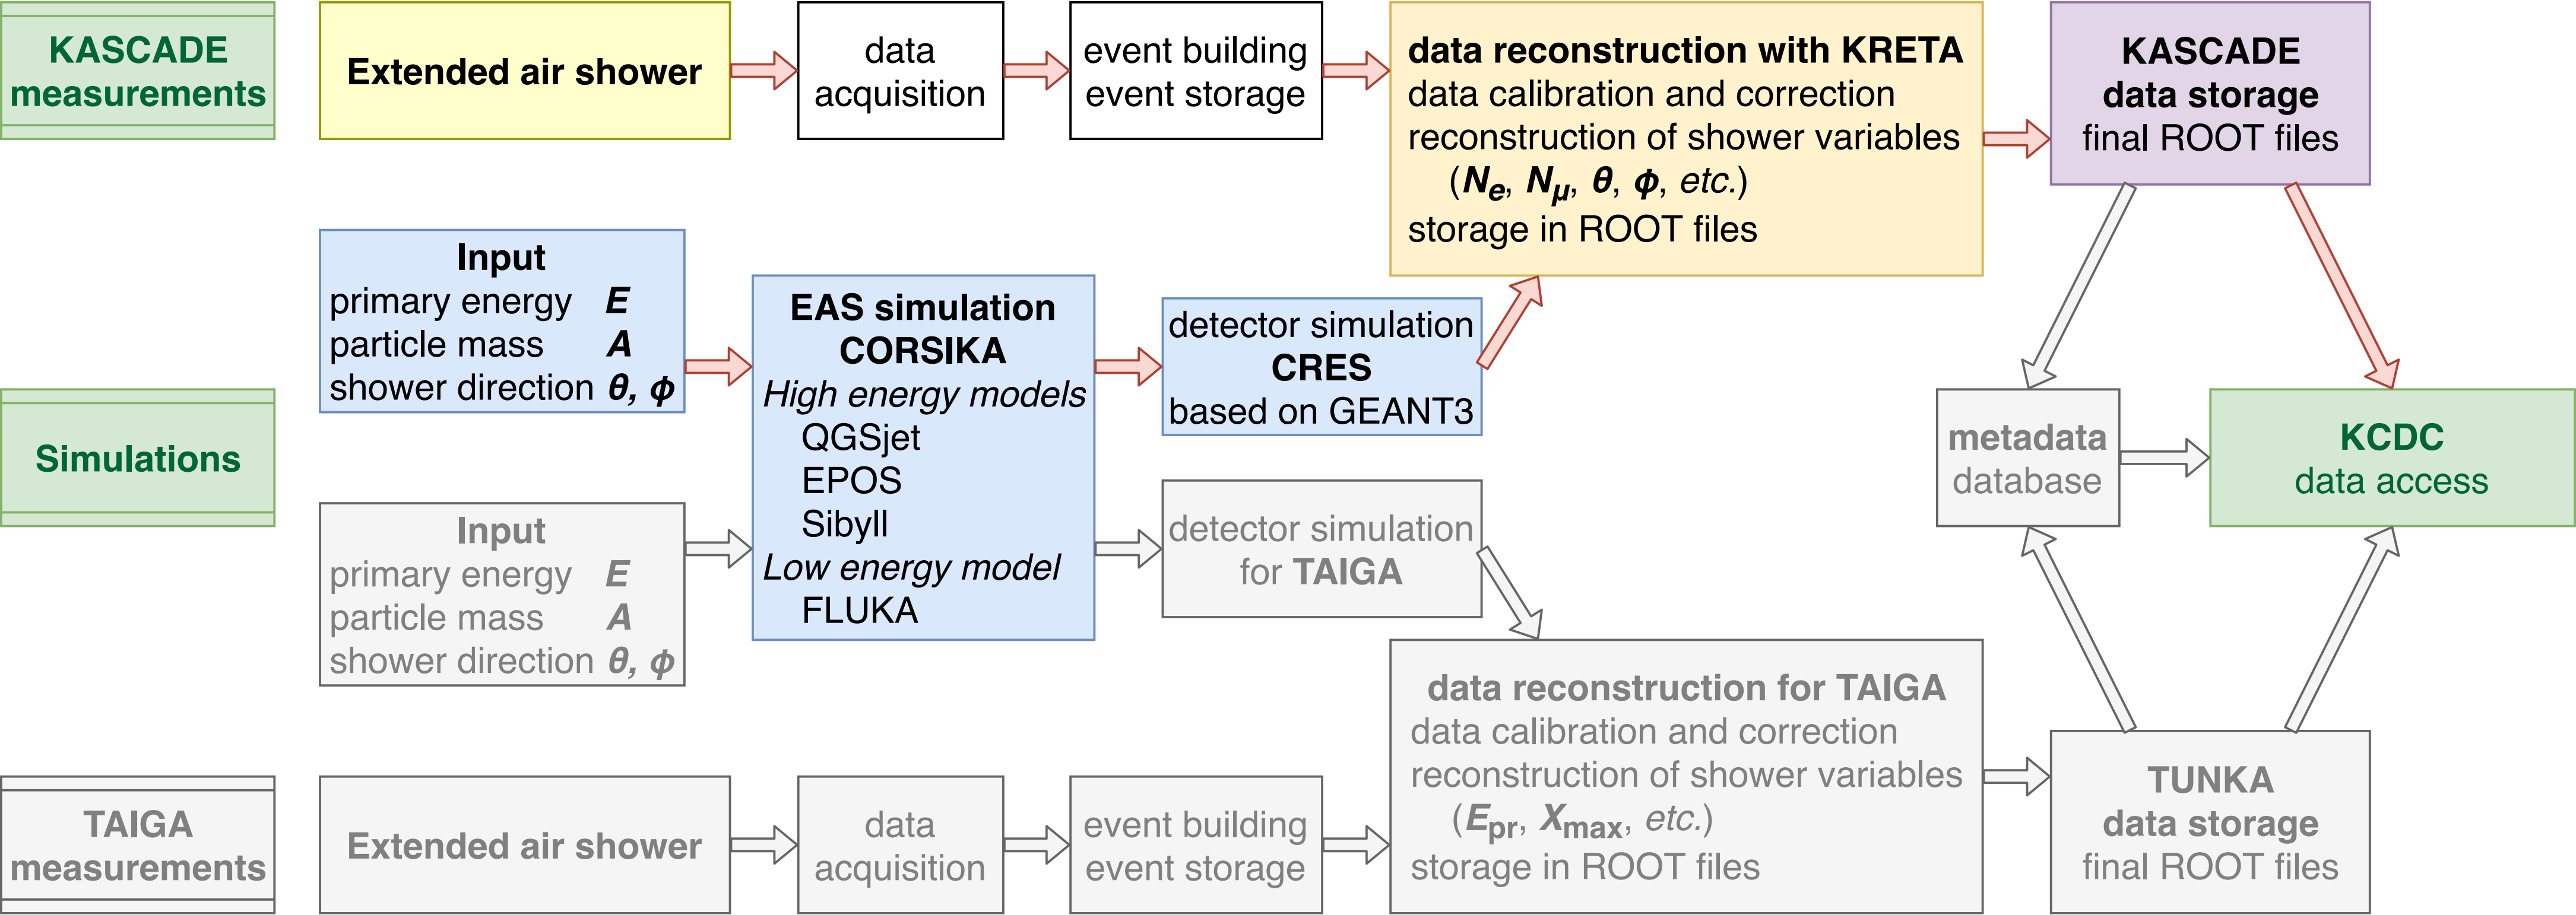 KASCADE
measurements
Extended air shower
data
acquisition
event building
event storage
data reconstruction with KRETA
data calibration and correction
reconstruction of shower variables
(Nₑ, N_μ, θ, ϕ, etc.)
storage in ROOT files
KASCADE
data storage
final ROOT files
Simulations
Input
primary energy E
particle mass A
shower direction θ, ϕ
EAS simulation
CORSIKA
High energy models
QGSjet
EPOS
Sibyll
Low energy model
FLUKA
detector simulation
CRES
based on GEANT3
metadata
database
KCDC
data access
Input
primary energy E
particle mass A
shower direction θ, ϕ
detector simulation
for TAIGA
TAIGA
measurements
Extended air shower
data
acquisition
event building
event storage
data reconstruction for TAIGA
data calibration and correction
reconstruction of shower variables
(E_pr, X_max, etc.)
storage in ROOT files
TUNKA
data storage
final ROOT files